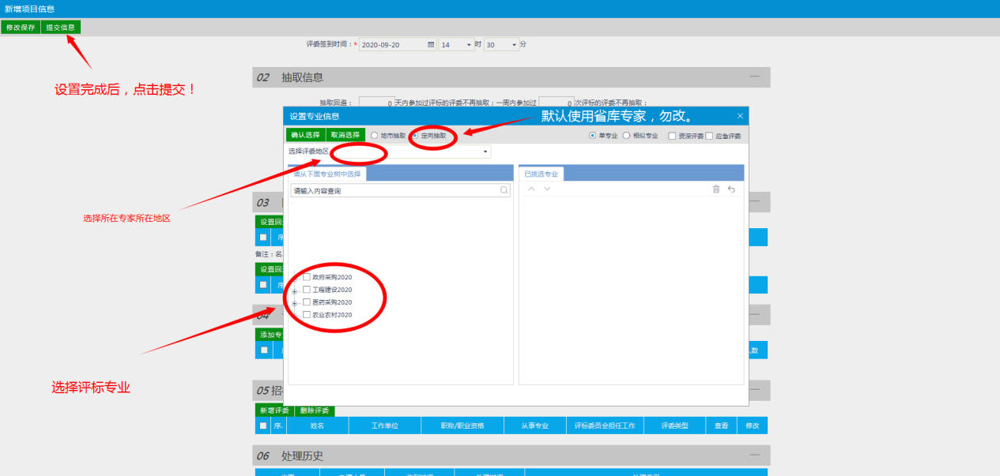 新增项目信息
修改保存 提交信息
评委签到时间：* 2020-09-20 14 时 30 分
设置完成后，点击提交！
02 抽取信息
抽取回避： 0 天内参加过评标的评委不再抽取；一周内参加过 0 次评标的评委不再抽取；
设置专业信息
默认使用省库专家，勿改。
确认选择 取消选择 地市抽取 定向抽取 单专业 相似专业 资深评委 应急评委
选择评委地区
请从下面专业树中选择 已挑选专业
请输入内容查询
03
选择所在专家所在地区
设置回
序
备注：名
设置回
序
政府采购2020
工程建设2020
医药采购2020
农业农村2020
04
添加专
数
选择评标专业
05 招
新增评委 删除评委
序. 姓名 工作单位 职称/职业资格 从事专业 评标委员会担任工作 评委类型 查看 修改
06 处理历史